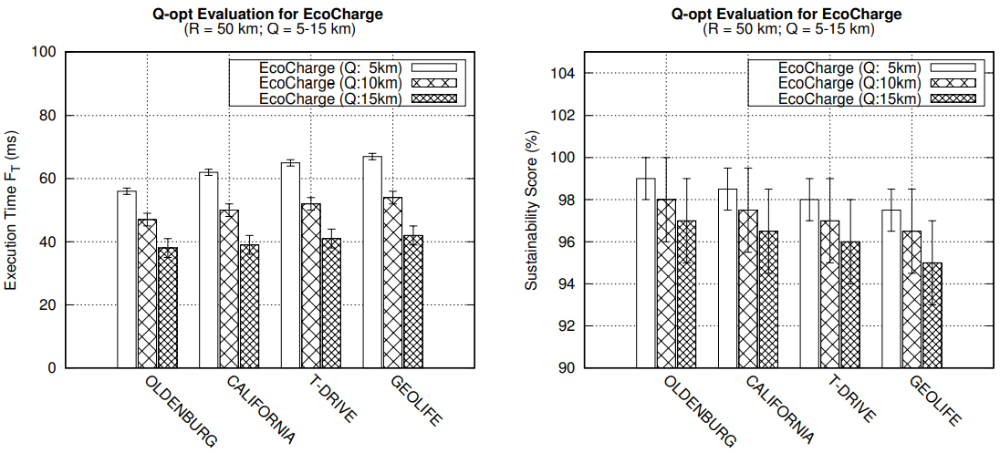 Q-opt Evaluation for EcoCharge
(R = 50 km; Q = 5-15 km)
EcoCharge (Q: 5km)
EcoCharge (Q:10km)
EcoCharge (Q:15km)
Execution Time F_T (ms)
100
80
60
40
20
0
OLDENBURG
CALIFORNIA
T-DRIVE
GEOLIFE
Q-opt Evaluation for EcoCharge
(R = 50 km; Q = 5-15 km)
EcoCharge (Q: 5km)
EcoCharge (Q:10km)
EcoCharge (Q:15km)
Sustainability Score (%)
104
102
100
98
96
94
92
90
OLDENBURG
CALIFORNIA
T-DRIVE
GEOLIFE